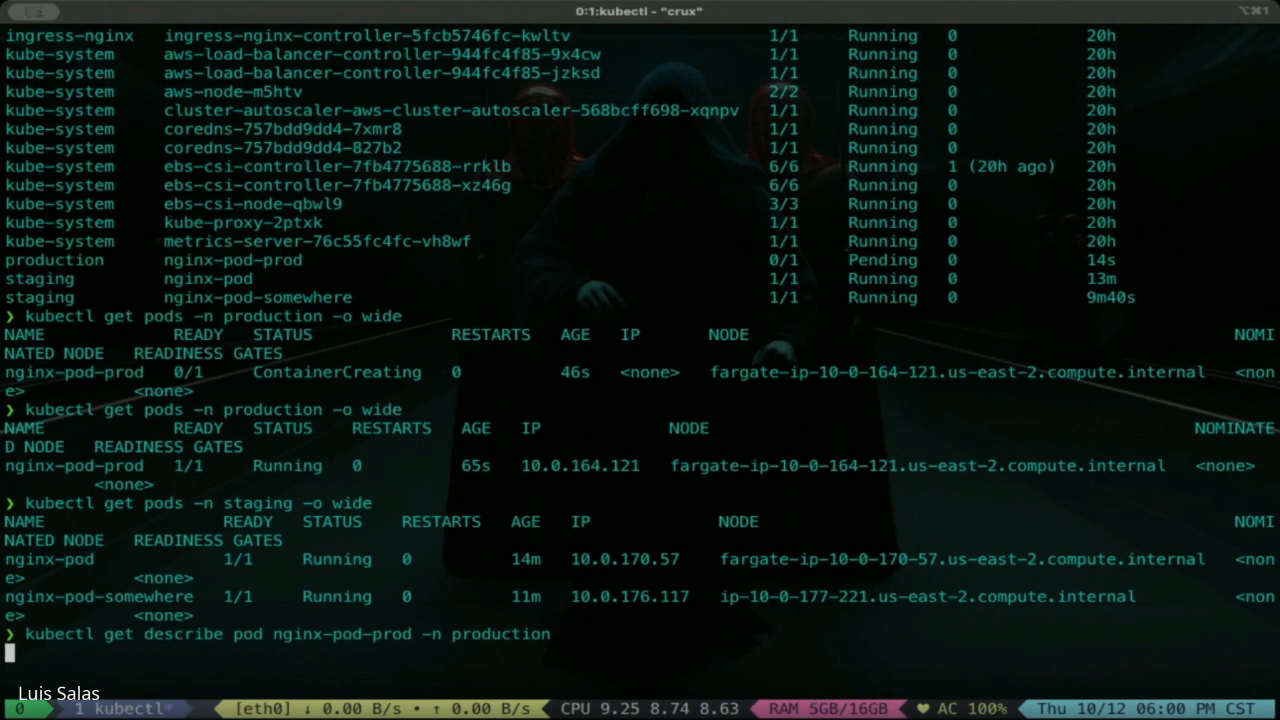 0:1:kubectl - "crux"
⌥⌘1
ingress-nginx ingress-nginx-controller-5fcb5746fc-kwltv 1/1 Running 0 20h
kube-system aws-load-balancer-controller-944fc4f85-9x4cw 1/1 Running 0 20h
kube-system aws-load-balancer-controller-944fc4f85-jzksd 1/1 Running 0 20h
kube-system aws-node-m5htv 2/2 Running 0 20h
kube-system cluster-autoscaler-aws-cluster-autoscaler-568bcff698-xqnpv 1/1 Running 0 20h
kube-system coredns-757bdd9dd4-7xmr8 1/1 Running 0 20h
kube-system coredns-757bdd9dd4-827b2 1/1 Running 0 20h
kube-system ebs-csi-controller-7fb4775688-rrklb 6/6 Running 1 (20h ago) 20h
kube-system ebs-csi-controller-7fb4775688-xz46g 6/6 Running 0 20h
kube-system ebs-csi-node-qbwl9 3/3 Running 0 20h
kube-system kube-proxy-2ptxk 1/1 Running 0 20h
kube-system metrics-server-76c55fc4fc-vh8wf 1/1 Running 0 20h
production nginx-pod-prod 0/1 Pending 0 14s
staging nginx-pod 1/1 Running 0 13m
staging nginx-pod-somewhere 1/1 Running 0 9m40s
❯ kubectl get pods -n production -o wide
NAME READY STATUS RESTARTS AGE IP NODE NOMI
NATED NODE READINESS GATES
nginx-pod-prod 0/1 ContainerCreating 0 46s <none> fargate-ip-10-0-164-121.us-east-2.compute.internal <non
e> <none>
❯ kubectl get pods -n production -o wide
NAME READY STATUS RESTARTS AGE IP NODE NOMINATE
D NODE READINESS GATES
nginx-pod-prod 1/1 Running 0 65s 10.0.164.121 fargate-ip-10-0-164-121.us-east-2.compute.internal <none>
<none>
❯ kubectl get pods -n staging -o wide
NAME READY STATUS RESTARTS AGE IP NODE NOMI
NATED NODE READINESS GATES
nginx-pod 1/1 Running 0 14m 10.0.170.57 fargate-ip-10-0-170-57.us-east-2.compute.internal <non
e> <none>
nginx-pod-somewhere 1/1 Running 0 11m 10.0.176.117 ip-10-0-177-221.us-east-2.compute.internal <non
e> <none>
❯ kubectl get describe pod nginx-pod-prod -n production
Luis Salas
0 1 kubectl* [eth0] ↓ 0.00 B/s • ↑ 0.00 B/s CPU 9.25 8.74 8.63 RAM 5GB/16GB ♥ AC 100% Thu 10/12 06:00 PM CST